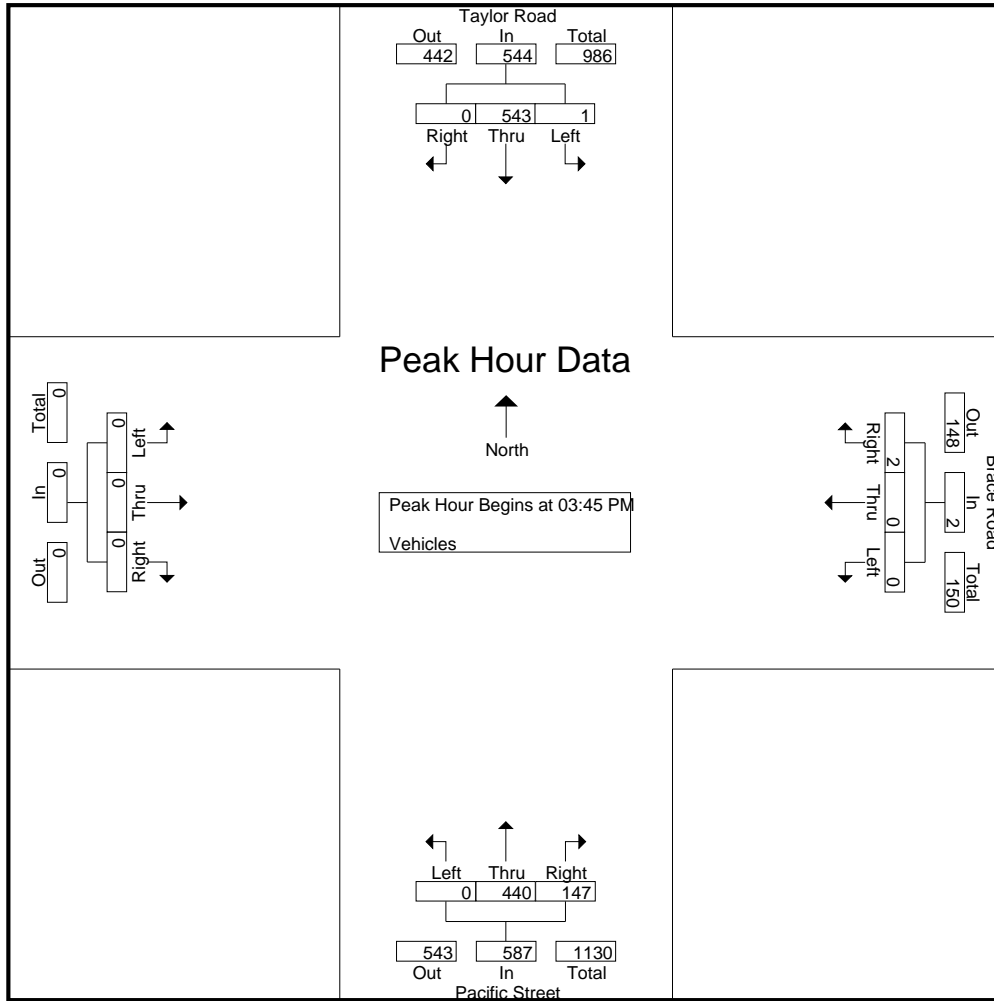 Taylor Road
Out In Total
442 544 986
0 543 1
Right Thru Left
Peak Hour Data
North
Peak Hour Begins at 03:45 PM
Vehicles
Total In Out
0 0 0
0 0 0
Left Thru Right
Brace Road
Out In Total
148 2 150
2 0 0
Right Thru Left
Left Thru Right
0 440 147
543 587 1130
Out In Total
Pacific Street